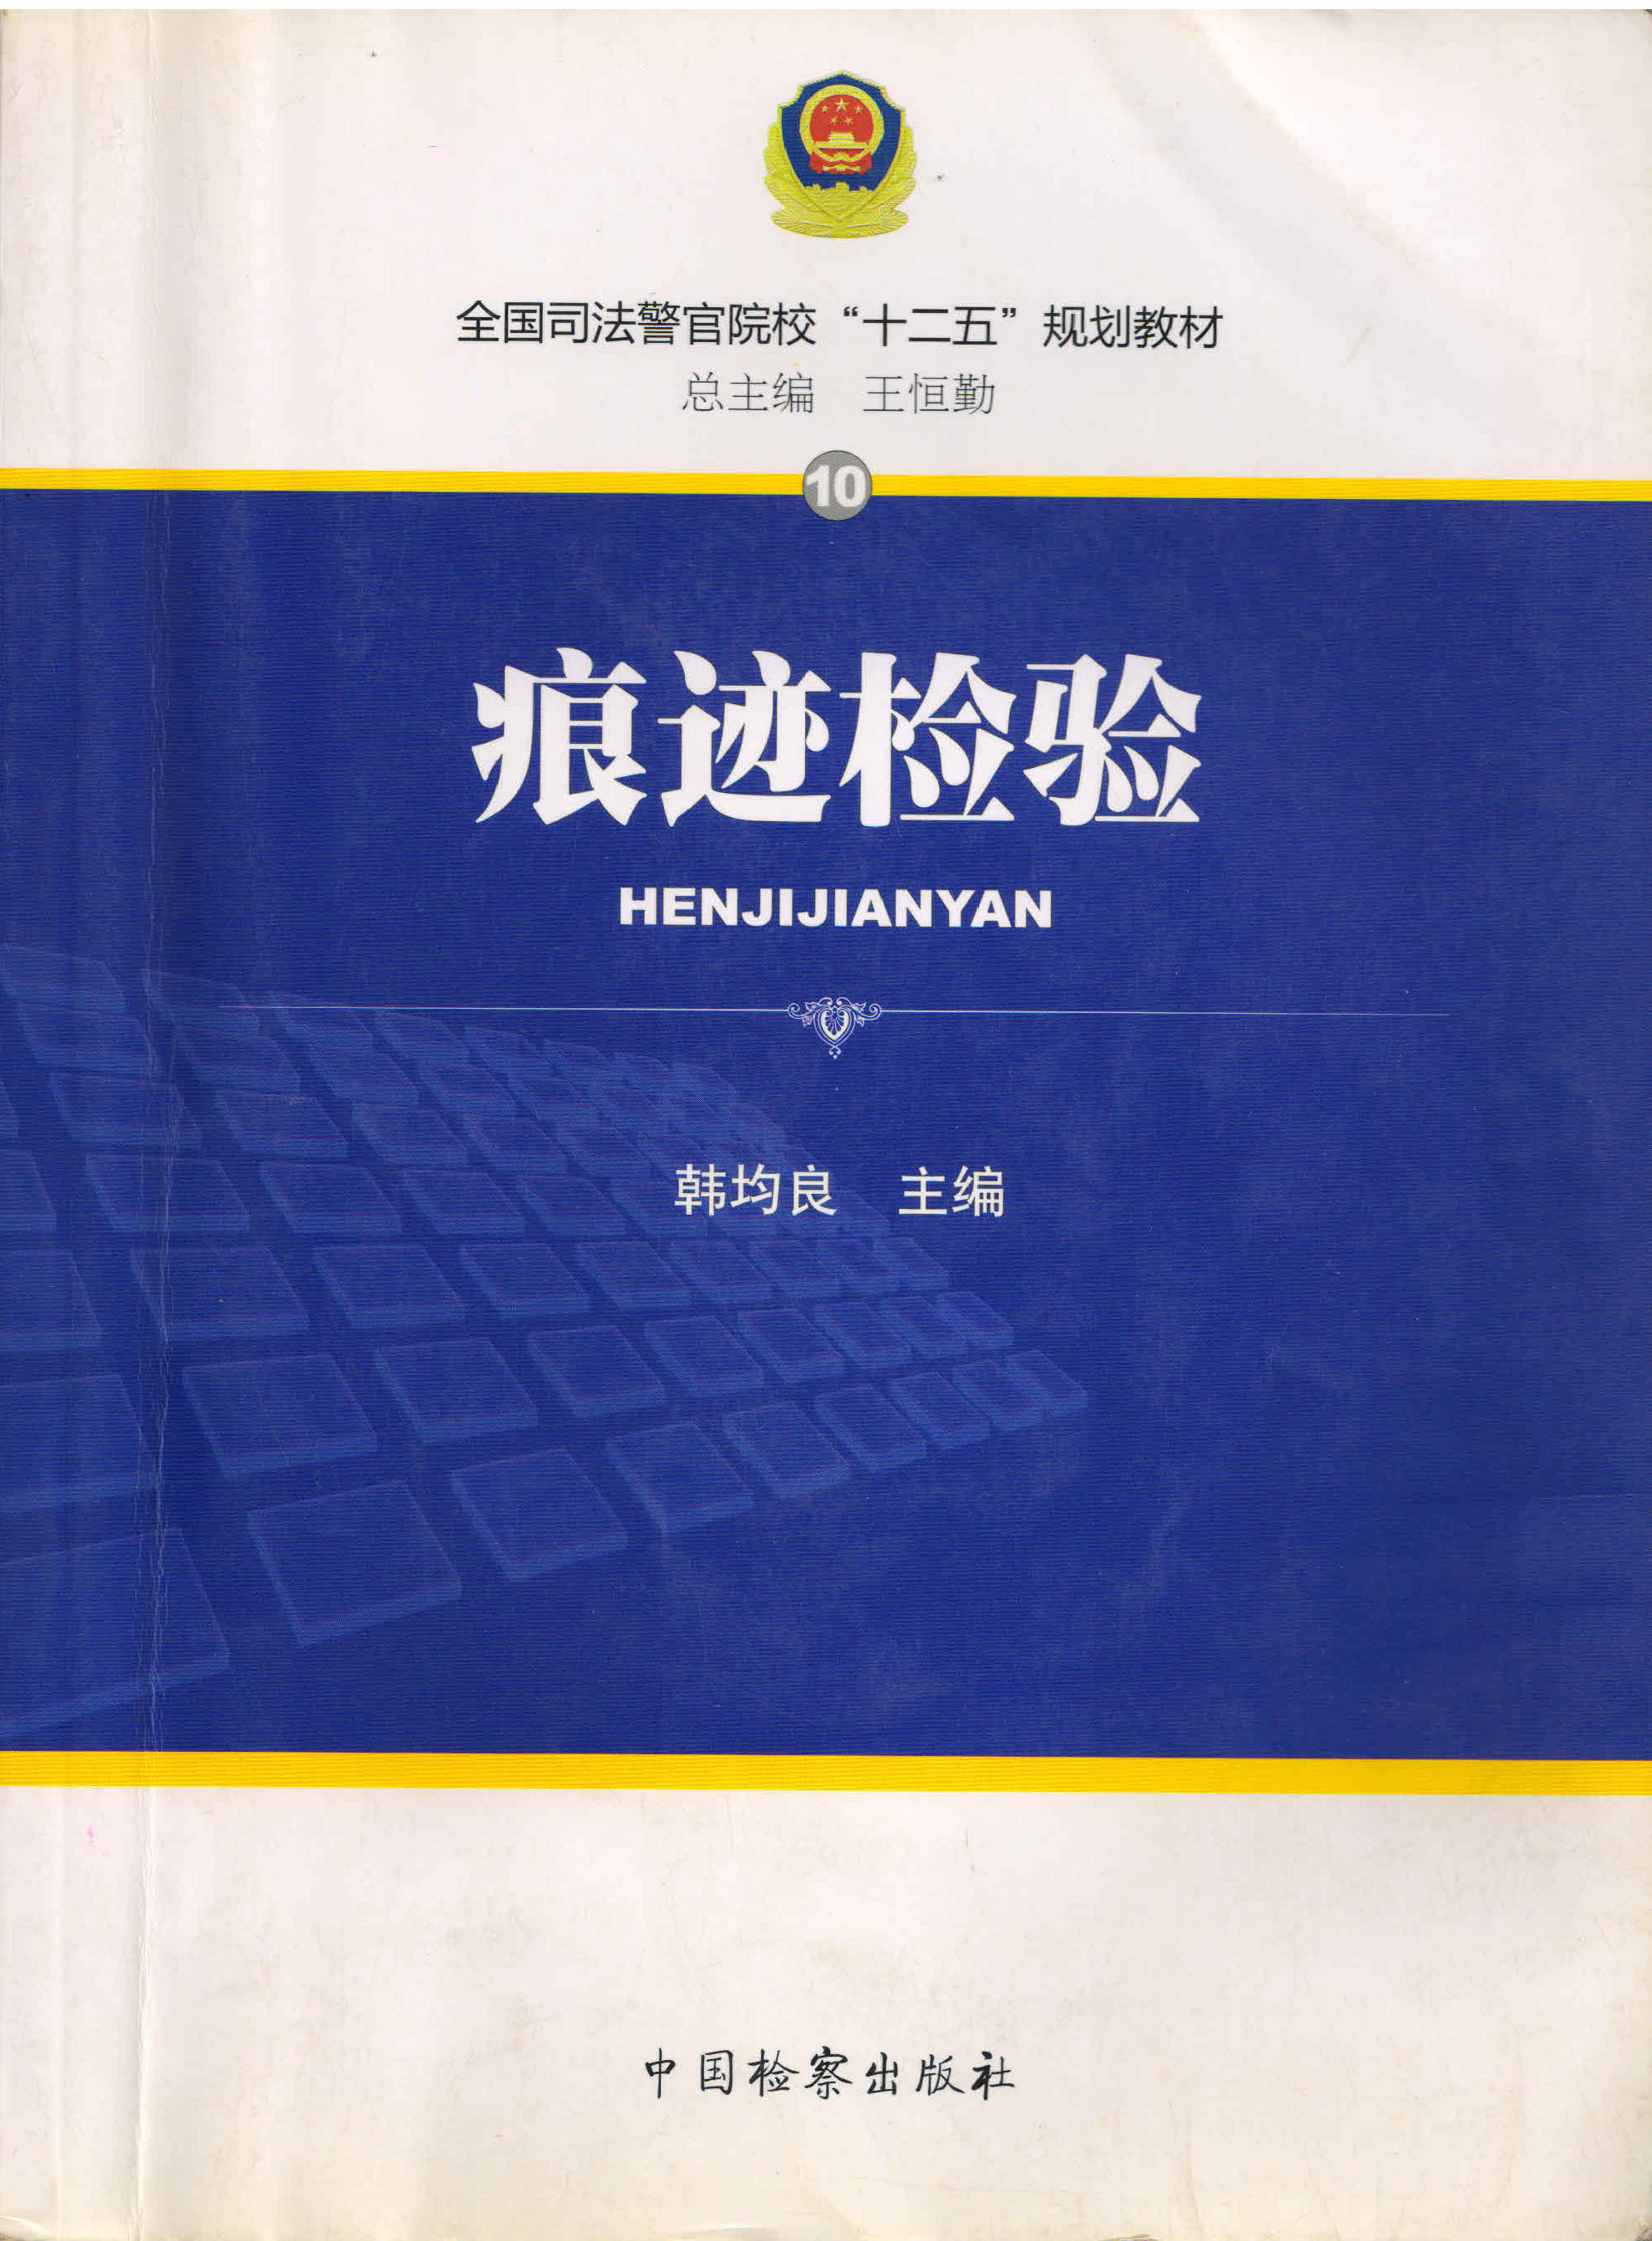 全国司法警官院校“十二五”规划教材
总主编 王恒勤
10
痕迹检验
HENJIJIANYAN
韩均良 主编
中国检察出版社